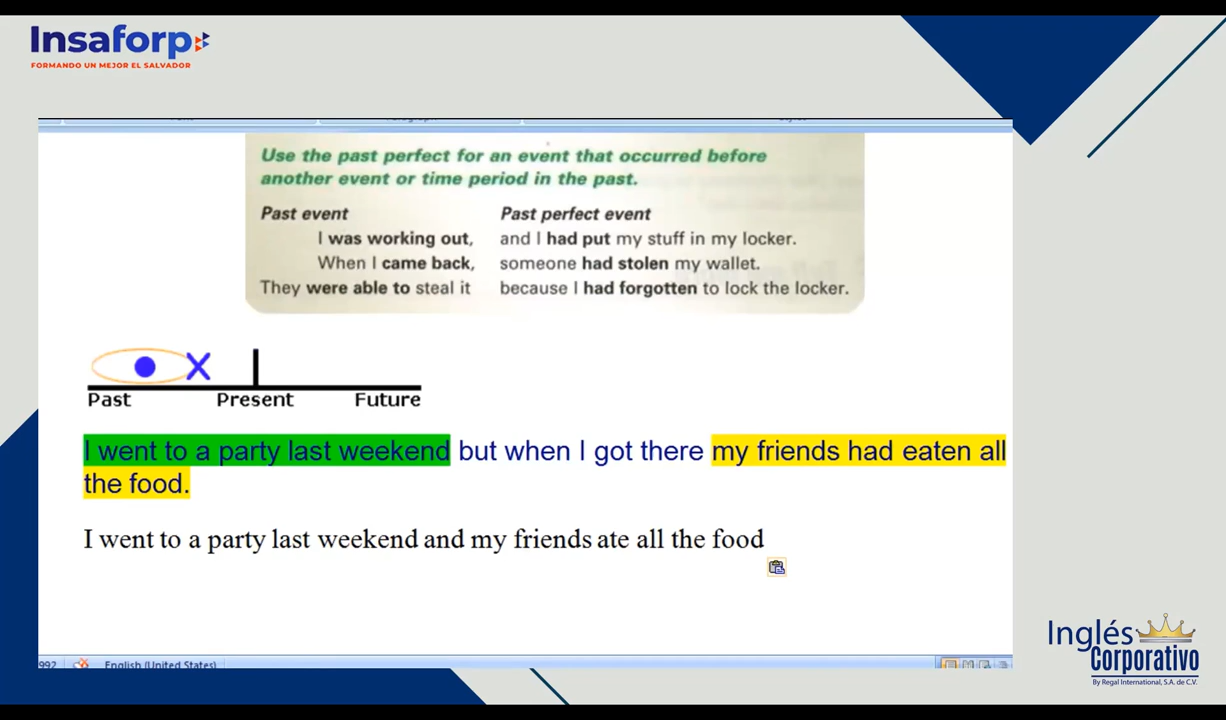 Insaforp
FORMANDO UN MEJOR EL SALVADOR
Use the past perfect for an event that occurred before
another event or time period in the past.
Past event Past perfect event
I was working out, and I had put my stuff in my locker.
When I came back, someone had stolen my wallet.
They were able to steal it because I had forgotten to lock the locker.
Past Present Future
I went to a party last weekend but when I got there my friends had eaten all
the food.
I went to a party last weekend and my friends ate all the food
992 English (United States)
Inglés
Corporativo
By Regal International, S.A. de C.V.